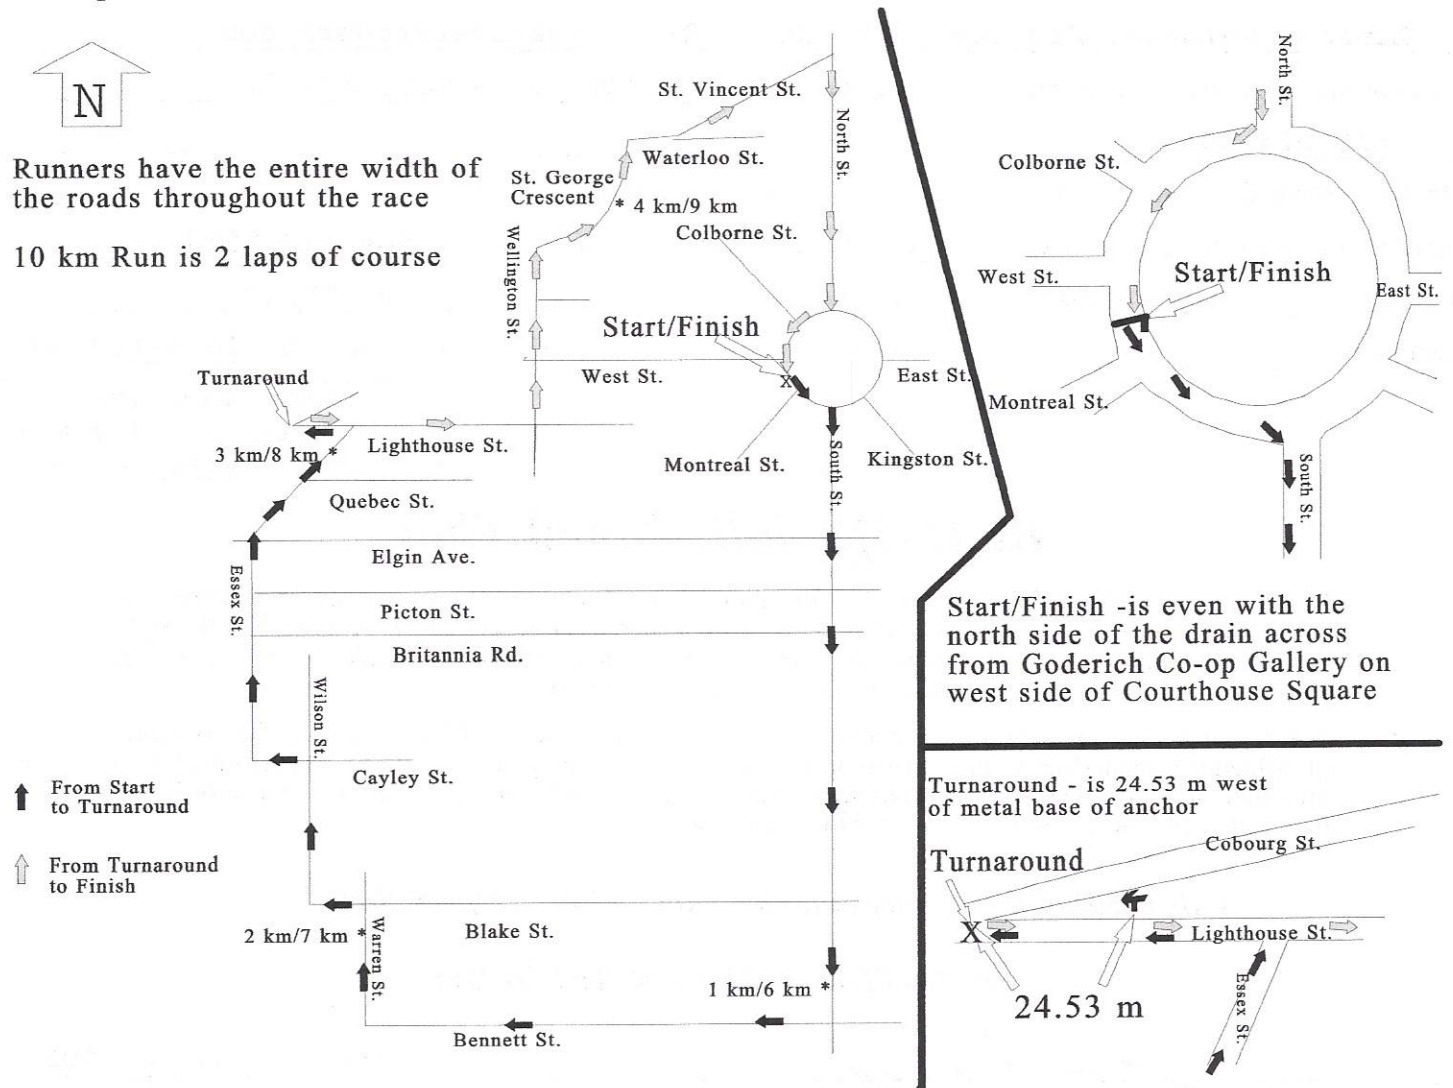 N
Runners have the entire width of
the roads throughout the race
10 km Run is 2 laps of course
St. Vincent St.
North St.
Waterloo St.
St. George
Crescent
* 4 km/9 km
Colborne St.
Wellington St.
Start/Finish
X
West St.
East St.
Turnaround
Lighthouse St.
3 km/8 km *
Montreal St.
Kingston St.
South St.
Quebec St.
Elgin Ave.
Essex St.
Picton St.
Britannia Rd.
Wilson St.
Cayley St.
From Start
to Turnaround
From Turnaround
to Finish
2 km/7 km *
Warren St.
Blake St.
1 km/6 km *
Bennett St.
North St.
Colborne St.
West St.
Start/Finish
East St.
Montreal St.
South St.
Start/Finish -is even with the
north side of the drain across
from Goderich Co-op Gallery on
west side of Courthouse Square
Turnaround - is 24.53 m west
of metal base of anchor
Cobourg St.
Turnaround
X
Lighthouse St.
24.53 m
Essex St.